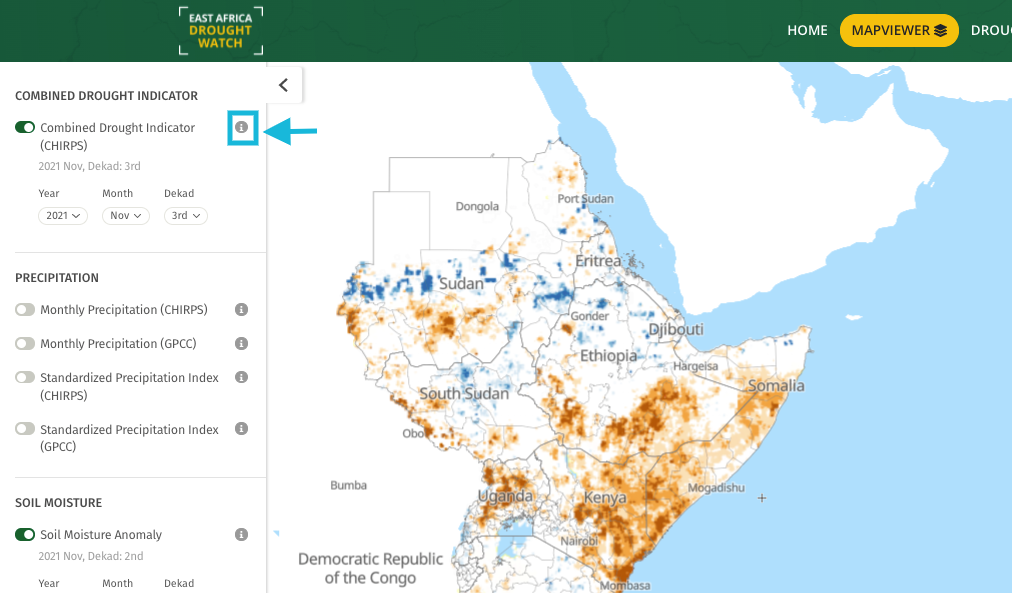 EAST AFRICA
DROUGHT
WATCH
HOME
MAPVIEWER
DROU
COMBINED DROUGHT INDICATOR
Combined Drought Indicator
(CHIRPS)
2021 Nov, Dekad: 3rd
Year Month Dekad
2021 Nov 3rd
PRECIPITATION
Monthly Precipitation (CHIRPS)
Monthly Precipitation (GPCC)
Standardized Precipitation Index
(CHIRPS)
Standardized Precipitation Index
(GPCC)
SOIL MOISTURE
Soil Moisture Anomaly
2021 Nov, Dekad: 2nd
Year Month Dekad
Port Sudan
Dongola
Eritrea
Sudan
Gonder
Djibouti
Ethiopia
Hargeisa
Somalia
South Sudan
Obo
Bumba
Uganda
Kenya
Mogadishu
Nairobi
Democratic Republic
of the Congo
Mombasa